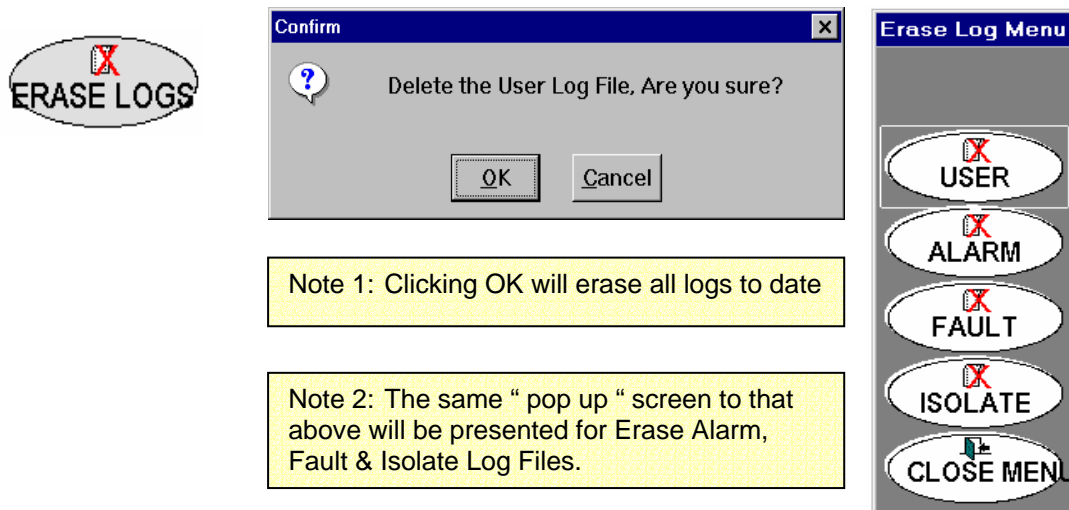 ERASE LOGS
Confirm
Delete the User Log File, Are you sure?
OK
Cancel
Note 1: Clicking OK will erase all logs to date
Note 2: The same “ pop up “ screen to that
above will be presented for Erase Alarm,
Fault & Isolate Log Files.
Erase Log Menu
USER
ALARM
FAULT
ISOLATE
CLOSE MENU